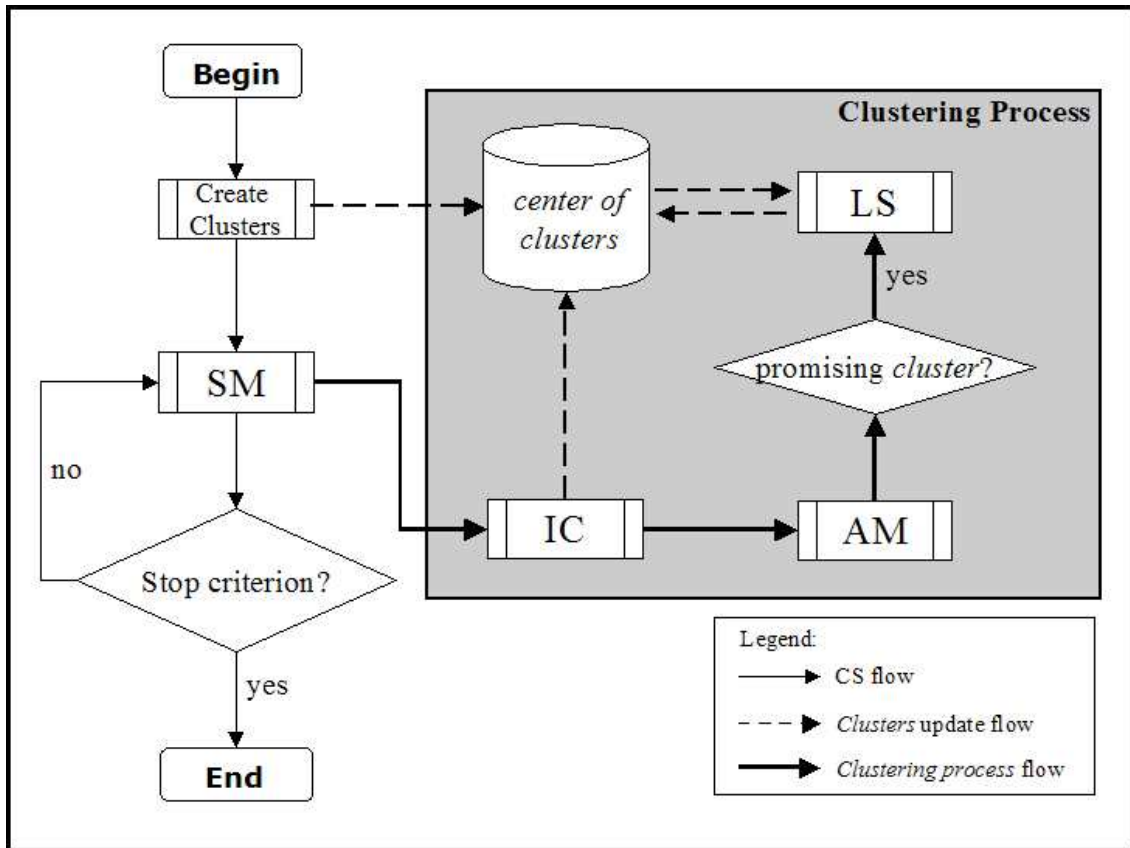 Begin
Clustering Process
Create
Clusters
center of
clusters
LS
yes
promising cluster?
SM
no
IC
AM
Stop criterion?
yes
End
Legend:
CS flow
Clusters update flow
Clustering process flow